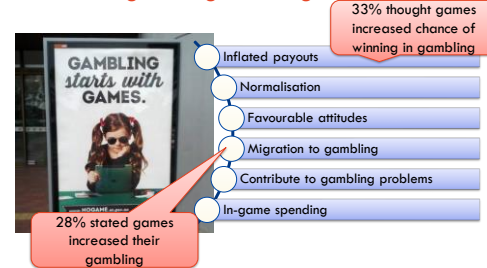 33% thought games
increased chance of
winning in gambling
GAMBLING
starts with
GAMES.
Inflated payouts
Normalisation
Favourable attitudes
Migration to gambling
Contribute to gambling problems
In-game spending
28% stated games
increased their
gambling